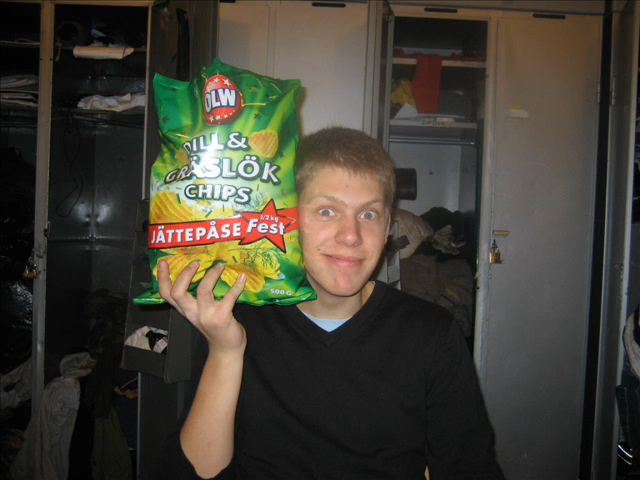 OLW
DILL &
GRÄSLÖK
CHIPS
1/2 kg
JÄTTEPÅSE Fest
500 G